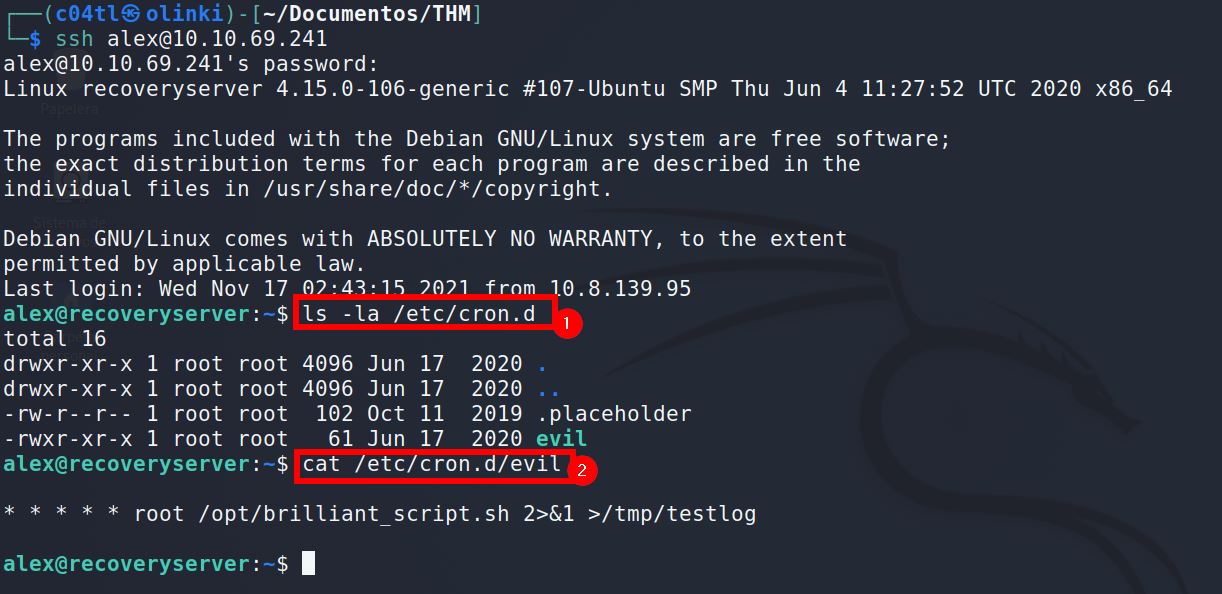 ┌──(c04tl㉿olinki)-[~/Documentos/THM]
└─$ ssh alex@10.10.69.241
alex@10.10.69.241's password:
Linux recoveryserver 4.15.0-106-generic #107-Ubuntu SMP Thu Jun 4 11:27:52 UTC 2020 x86_64
Papelera
The programs included with the Debian GNU/Linux system are free software;
the exact distribution terms for each program are described in the
individual files in /usr/share/doc/*/copyright.
Sistema de
Debian GNU/Linux comes with ABSOLUTELY NO WARRANTY, to the extent
permitted by applicable law.
Last login: Wed Nov 17 02:43:15 2021 from 10.8.139.95
alex@recoveryserver:~$ ls -la /etc/cron.d 1
total 16
drwxr-xr-x 1 root root 4096 Jun 17  2020 .
drwxr-xr-x 1 root root 4096 Jun 17  2020 ..
-rw-r--r-- 1 root root  102 Oct 11  2019 .placeholder
-rwxr-xr-x 1 root root   61 Jun 17  2020 evil
alex@recoveryserver:~$ cat /etc/cron.d/evil 2
* * * * * root /opt/brilliant_script.sh 2>&1 >/tmp/testlog
alex@recoveryserver:~$